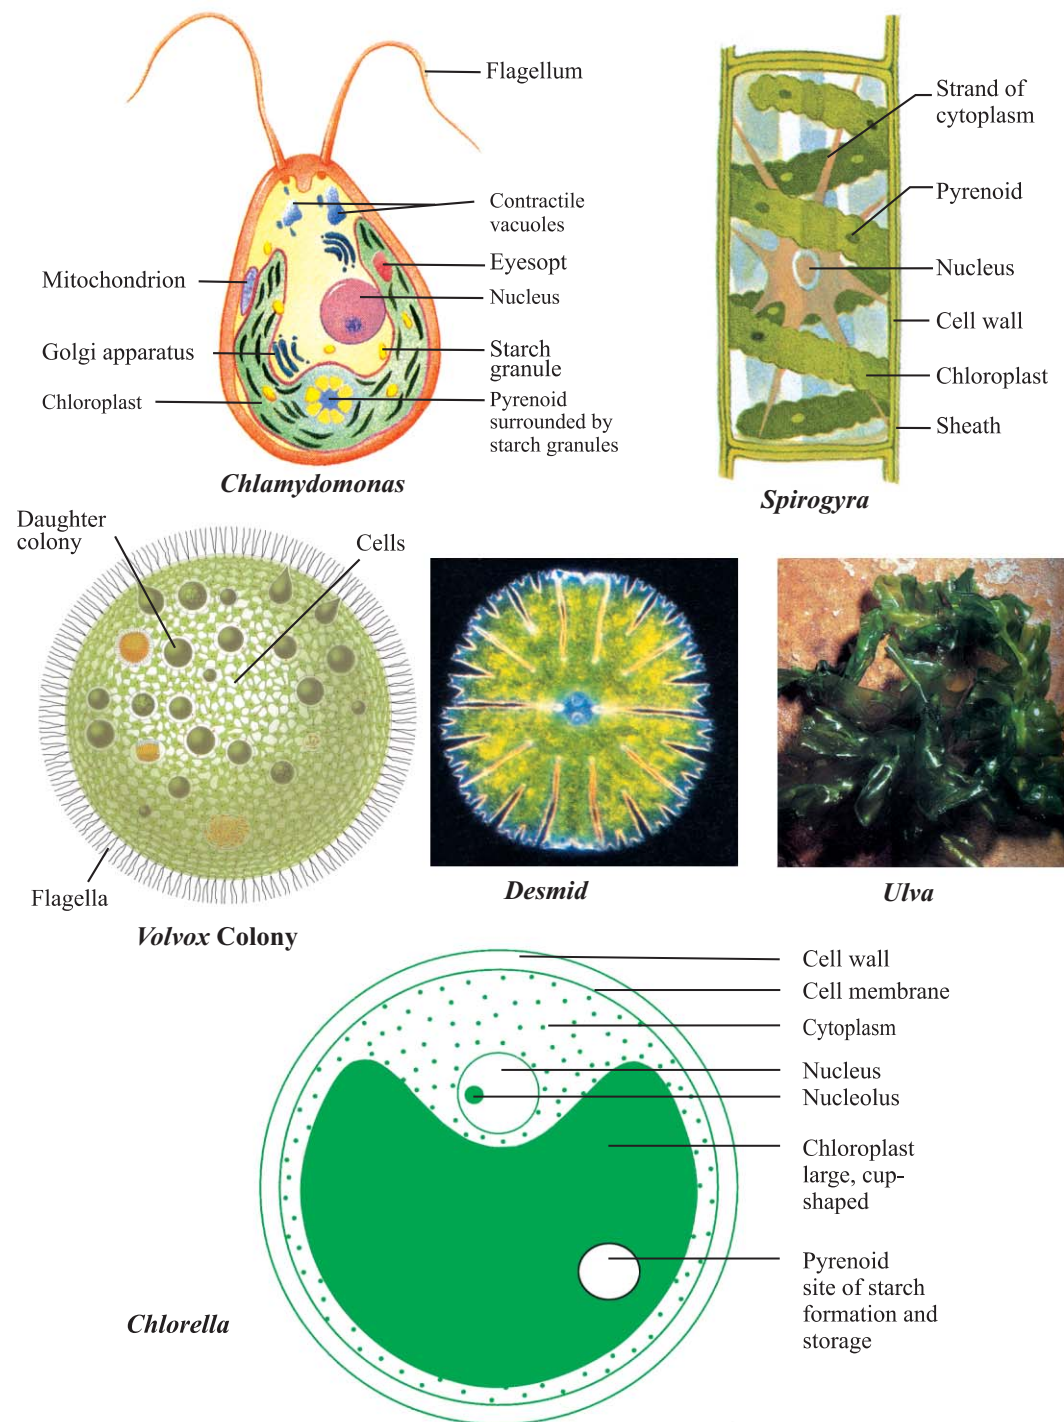 Flagellum
Contractile
vacuoles
Eyesopt
Nucleus
Starch
granule
Pyrenoid
surrounded by
starch granules
Mitochondrion
Golgi apparatus
Chloroplast
Chlamydomonas
Strand of
cytoplasm
Pyrenoid
Nucleus
Cell wall
Chloroplast
Sheath
Spirogyra
Daughter
colony
Cells
Flagella
Volvox Colony
Desmid
Ulva
Cell wall
Cell membrane
Cytoplasm
Nucleus
Nucleolus
Chloroplast
large, cup-
shaped
Pyrenoid
site of starch
formation and
storage
Chlorella